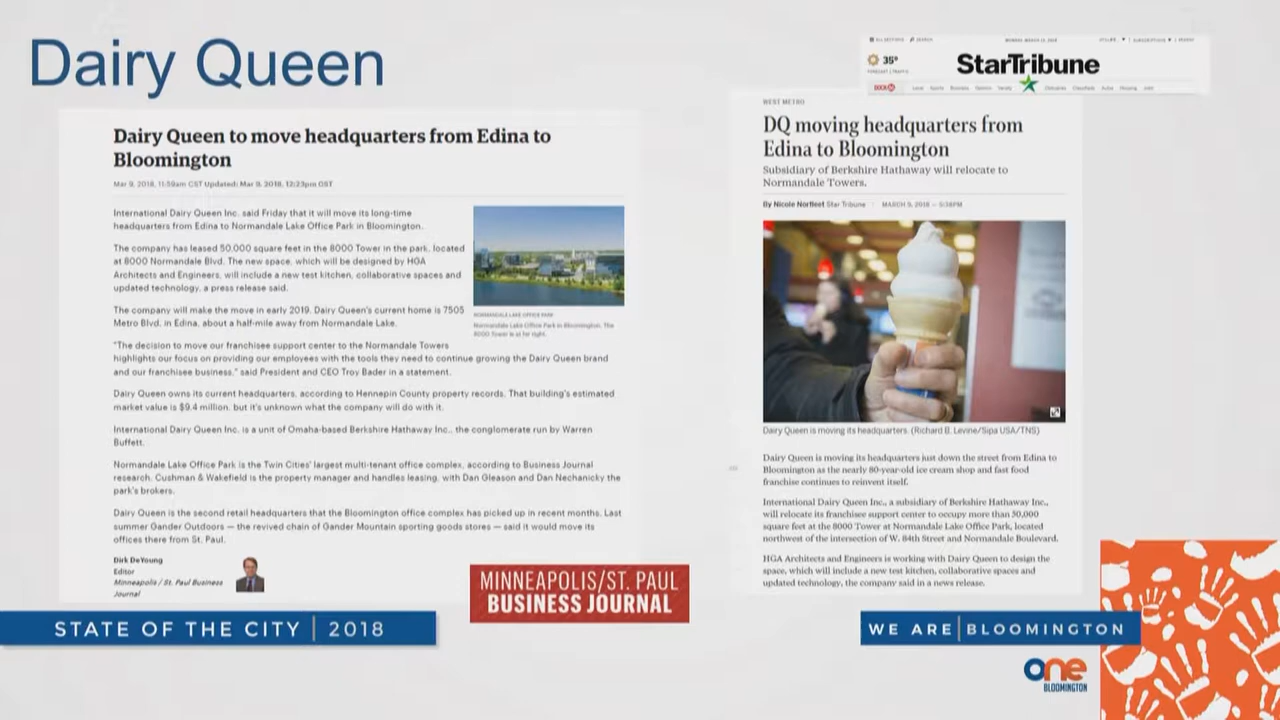 Dairy Queen
Dairy Queen to move headquarters from Edina to
Bloomington
Mar 9, 2018, 11:59am CST Updated: Mar 9, 2018, 12:23pm CST
International Dairy Queen Inc. said Friday that it will move its long-time
headquarters from Edina to Normandale Lake Office Park in Bloomington.
The company has leased 50,000 square feet in the 8000 Tower in the park, located
at 8000 Normandale Blvd. The new space, which will be designed by HGA
Architects and Engineers, will include a new test kitchen, collaborative spaces and
updated technology, a press release said.
The company will make the move in early 2019. Dairy Queen's current home is 7505
Metro Blvd. in Edina, about a half-mile away from Normandale Lake.
"The decision to move our franchisee support center to the Normandale Towers
highlights our focus on providing our employees with the tools they need to continue growing the Dairy Queen brand
and our franchisee business," said President and CEO Troy Bader in a statement.
Dairy Queen owns its current headquarters, according to Hennepin County property records. That building's estimated
market value is $9.4 million, but it's unknown what the company will do with it.
International Dairy Queen Inc. is a unit of Omaha-based Berkshire Hathaway Inc., the conglomerate run by Warren
Buffett.
Normandale Lake Office Park is the Twin Cities' largest multi-tenant office complex, according to Business Journal
research. Cushman & Wakefield is the property manager and handles leasing, with Dan Gleason and Dan Nechanicky the
park's brokers.
Dairy Queen is the second retail headquarters that the Bloomington office complex has picked up in recent months. Last
summer Gander Outdoors — the revived chain of Gander Mountain sporting goods stores — said it would move its
offices there from St. Paul.
NORMANDALE LAKE OFFICE PARK
Normandale Lake Office Park in Bloomington. The
8000 Tower is at far right.
Dirk DeYoung
Editor
Minneapolis / St. Paul Business
Journal
MINNEAPOLIS/ST. PAUL
BUSINESS JOURNAL
35°
StarTribune
WEST METRO
DQ moving headquarters from
Edina to Bloomington
Subsidiary of Berkshire Hathaway will relocate to
Normandale Towers.
By Nicole Norfleet Star Tribune MARCH 9, 2018 — 5:38PM
Dairy Queen is moving its headquarters. (Richard B. Levine/Sipa USA/TNS)
Dairy Queen is moving its headquarters just down the street from Edina to
Bloomington as the nearly 80-year-old ice cream shop and fast food
franchise continues to reinvent itself.
International Dairy Queen Inc., a subsidiary of Berkshire Hathaway Inc.,
will relocate its franchisee support center to occupy more than 50,000
square feet at the 8000 Tower at Normandale Lake Office Park, located
northwest of the intersection of W. 84th Street and Normandale Boulevard.
HGA Architects and Engineers is working with Dairy Queen to design the
space, which will include a new test kitchen, collaborative spaces and
updated technology, the company said in a news release.
STATE OF THE CITY | 2018
WE ARE | BLOOMINGTON
one
BLOOMINGTON